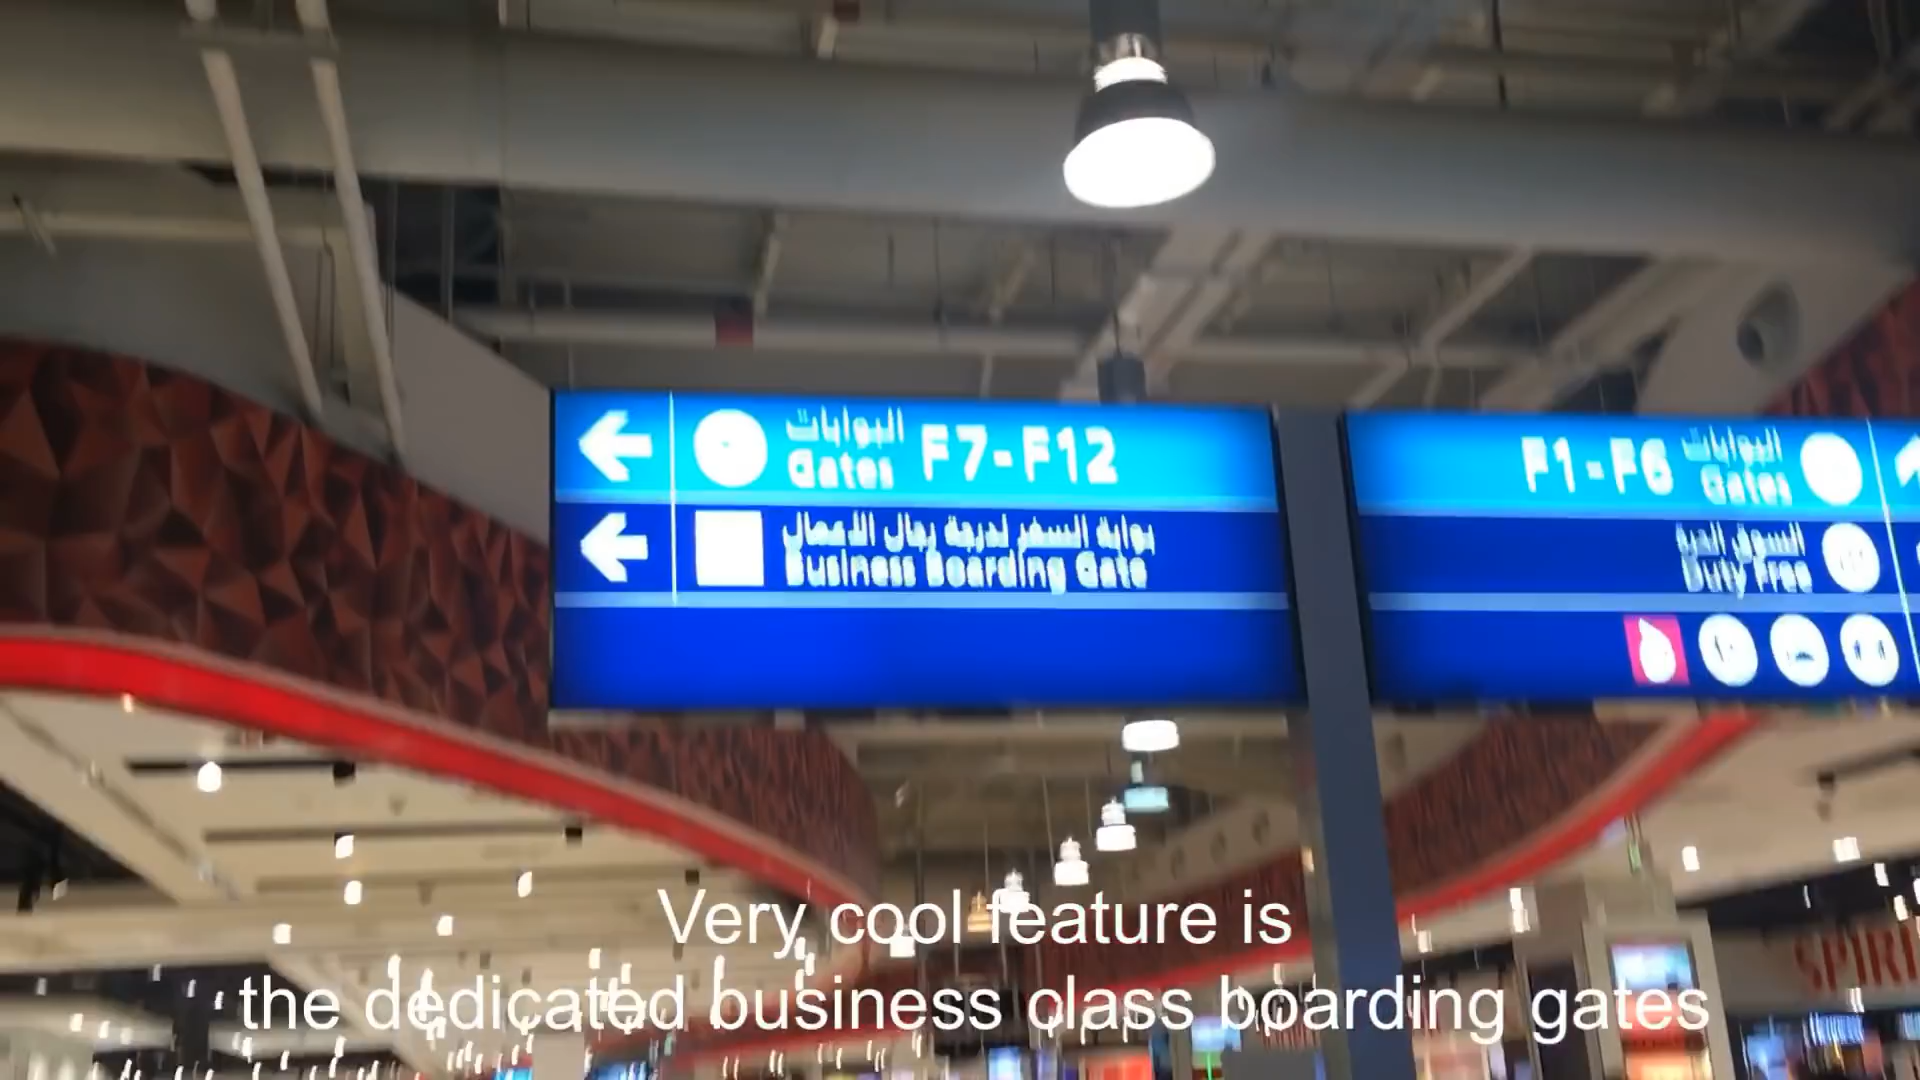 البوابات
Gates F7-F12
بوابة السفر لدرجة رجال الأعمال
Business Boarding Gate
البوابات
F1-F6 Gates
السوق الحرة
Duty Free
Very cool feature is
the dedicated business class boarding gates